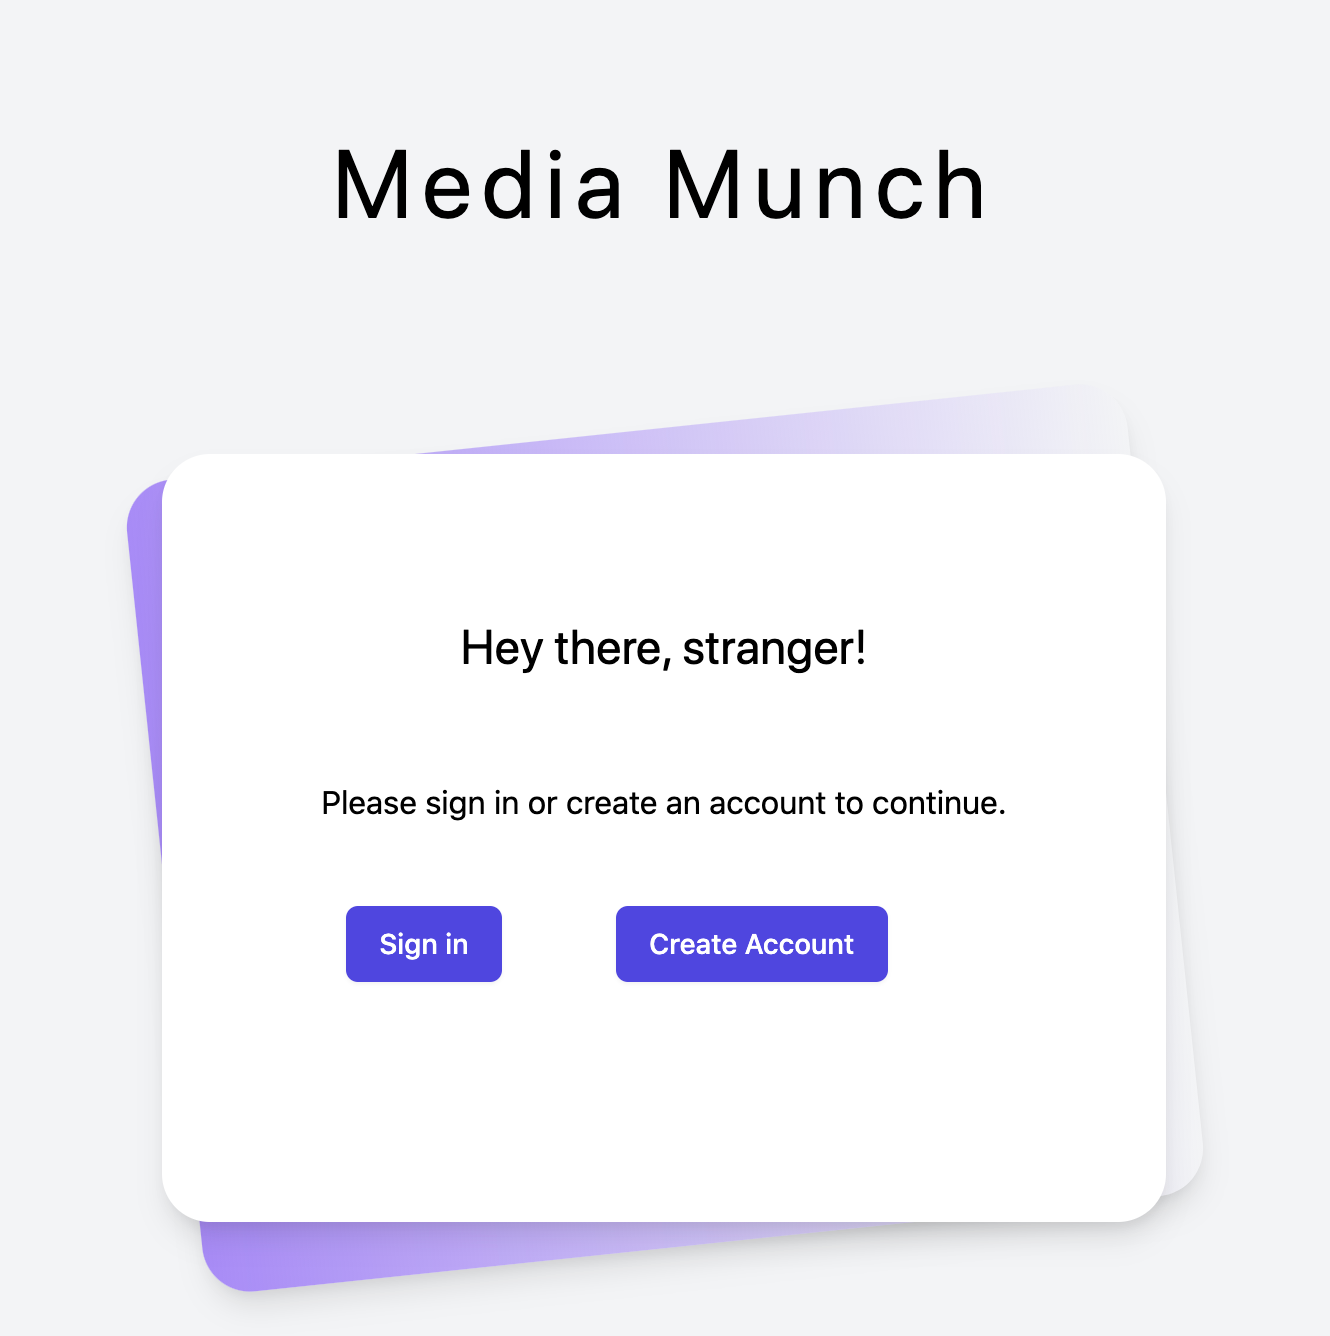 Media Munch
Hey there, stranger!
Please sign in or create an account to continue.
Sign in
Create Account